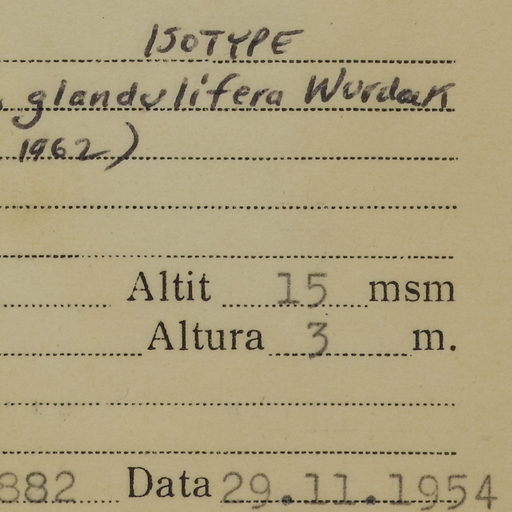 ISOTYPE
glandulifera Wurdack
1962)
Altit 15 msm
Altura 3 m.
882 Data 29.11.1954